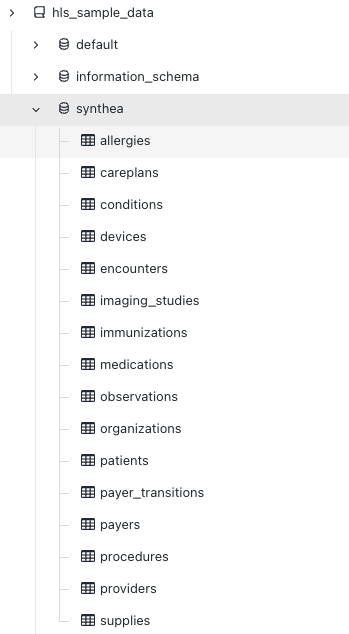 hls_sample_data
default
information_schema
synthea
allergies
careplans
conditions
devices
encounters
imaging_studies
immunizations
medications
observations
organizations
patients
payer_transitions
payers
procedures
providers
supplies